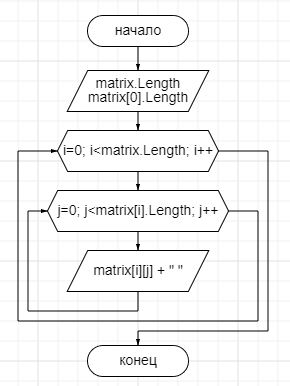 начало
matrix.Length
matrix[0].Length
i=0; i<matrix.Length; i++
j=0; j<matrix[i].Length; j++
matrix[i][j] + " "
конец